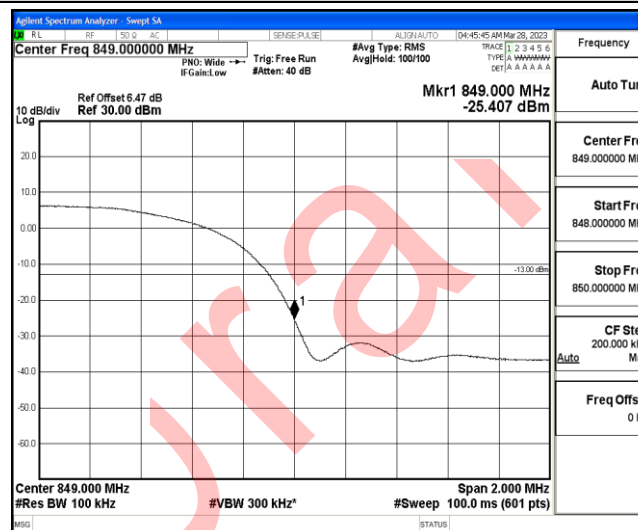 Agilent Spectrum Analyzer - Swept SA
RL RF 50 Ω AC SENSE:PULSE ALIGNAUTO 04:45:45 AM Mar 28, 2023
Center Freq 849.000000 MHz
PNO: Wide
IFGain:Low
Trig: Free Run
#Atten: 40 dB
#Avg Type: RMS
Avg|Hold: 100/100
TRACE 1 2 3 4 5 6
TYPE A WWWWW
DET A A A A A A
Mkr1 849.000 MHz
-25.407 dBm
Ref Offset 6.47 dB
10 dB/div Ref 30.00 dBm
Log
20.0
10.0
0.00
-10.0
-13.00 dBm
-20.0
1
-30.0
-40.0
-50.0
-60.0
Center 849.000 MHz Span 2.000 MHz
#Res BW 100 kHz #VBW 300 kHz* #Sweep 100.0 ms (601 pts)
MSG STATUS
Frequency
Auto Tun
Center Fre
849.000000 MH
Start Fre
848.000000 MH
Stop Fre
850.000000 MH
CF Ste
200.000 kH
Auto M
Freq Offs
0 H